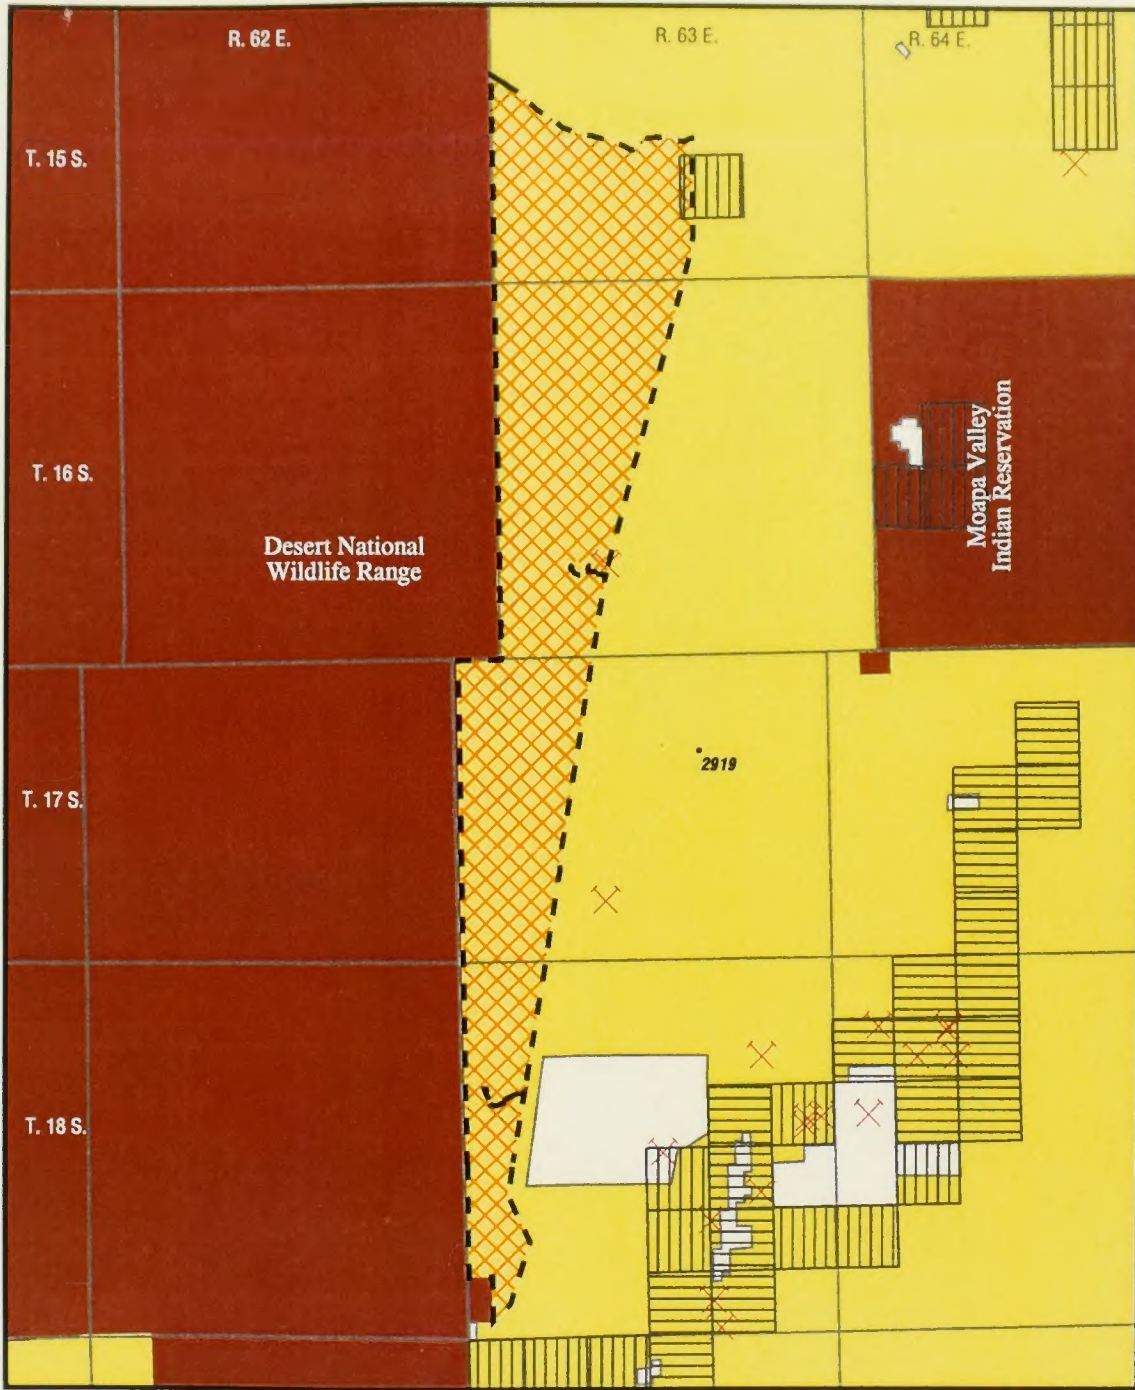 R. 62 E.
R. 63 E.
R. 64 E.
T. 15 S.
T. 16 S.
Desert National
Wildlife Range
Moapa Valley
Indian Reservation
2919
T. 17 S.
T. 18 S.